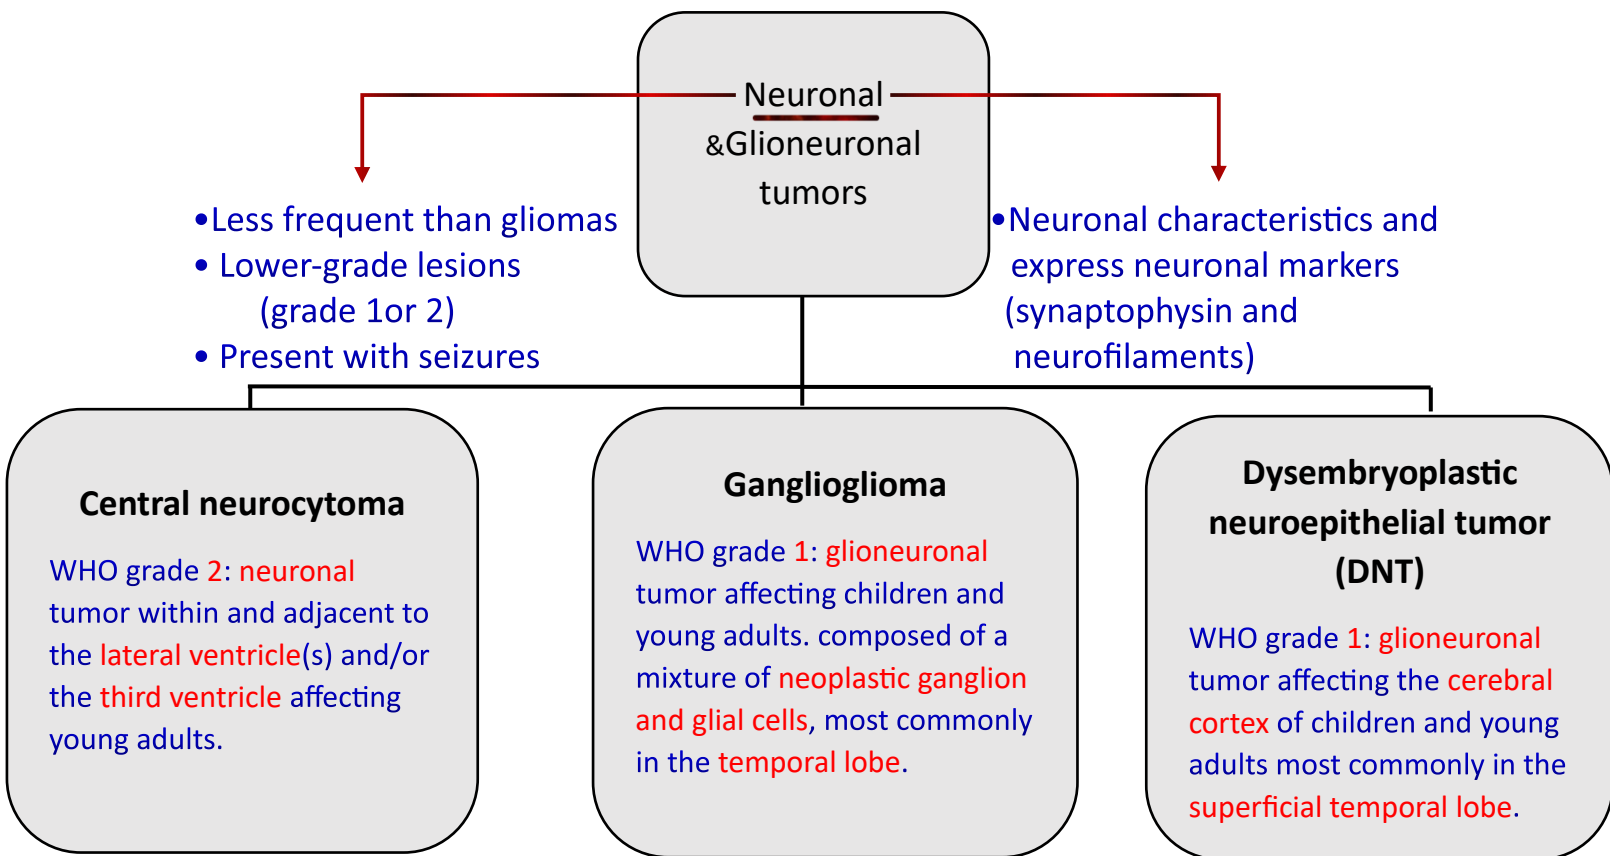 Neuronal
&Glioneuronal
tumors
•Less frequent than gliomas
• Lower-grade lesions
(grade 1or 2)
• Present with seizures
•Neuronal characteristics and
express neuronal markers
(synaptophysin and
neurofilaments)
Central neurocytoma
WHO grade 2: neuronal
tumor within and adjacent to
the lateral ventricle(s) and/or
the third ventricle affecting
young adults.
Ganglioglioma
WHO grade 1: glioneuronal
tumor affecting children and
young adults. composed of a
mixture of neoplastic ganglion
and glial cells, most commonly
in the temporal lobe.
Dysembryoplastic
neuroepithelial tumor
(DNT)
WHO grade 1: glioneuronal
tumor affecting the cerebral
cortex of children and young
adults most commonly in the
superficial temporal lobe.